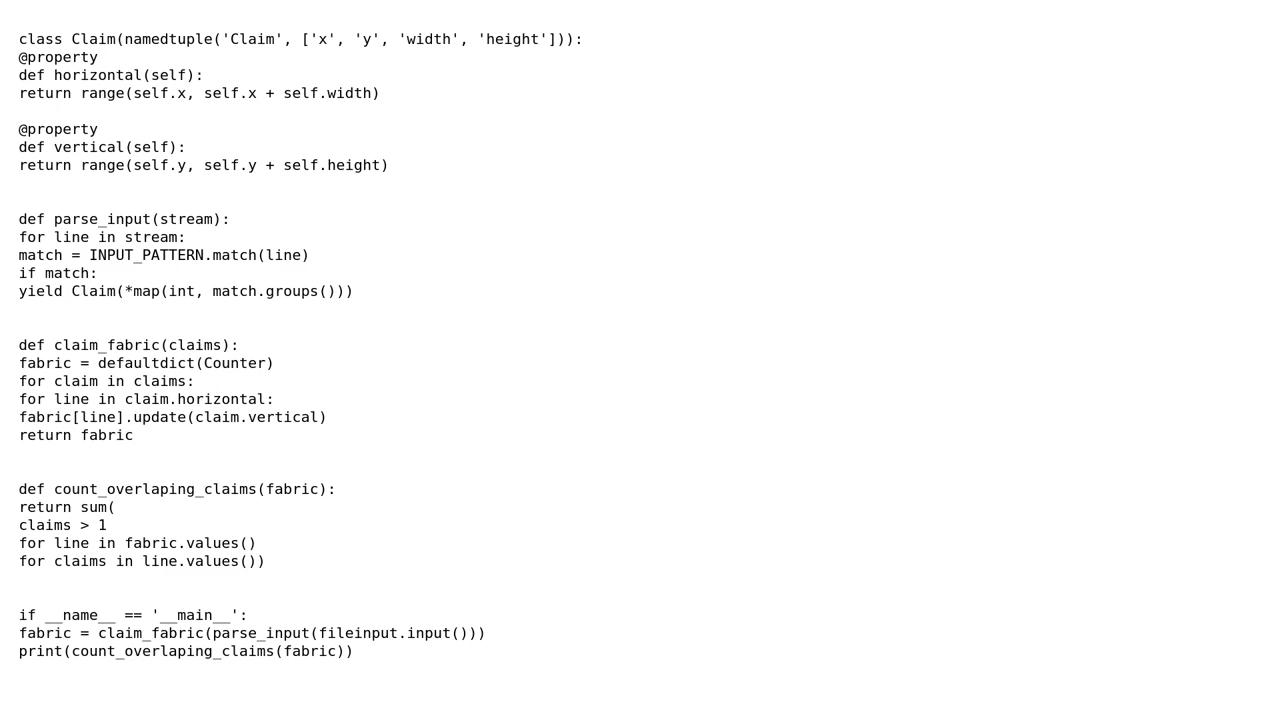 class Claim(namedtuple('Claim', ['x', 'y', 'width', 'height'])):
@property
def horizontal(self):
return range(self.x, self.x + self.width)
@property
def vertical(self):
return range(self.y, self.y + self.height)
def parse_input(stream):
for line in stream:
match = INPUT_PATTERN.match(line)
if match:
yield Claim(*map(int, match.groups()))
def claim_fabric(claims):
fabric = defaultdict(Counter)
for claim in claims:
for line in claim.horizontal:
fabric[line].update(claim.vertical)
return fabric
def count_overlaping_claims(fabric):
return sum(
claims > 1
for line in fabric.values()
for claims in line.values())
if __name__ == '__main__':
fabric = claim_fabric(parse_input(fileinput.input()))
print(count_overlaping_claims(fabric))